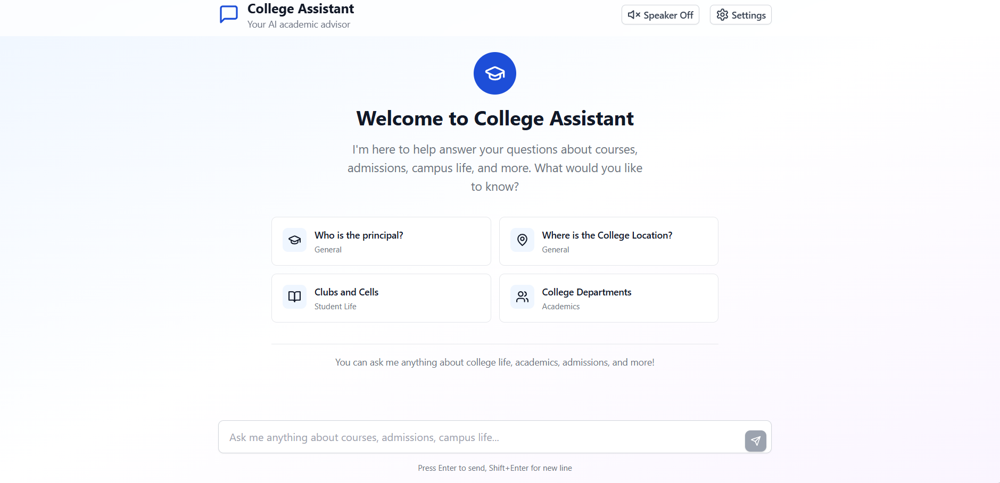 College Assistant
Your AI academic advisor
Speaker Off
Settings
Welcome to College Assistant
I'm here to help answer your questions about courses,
admissions, campus life, and more. What would you like
to know?
Who is the principal?
General
Where is the College Location?
General
Clubs and Cells
Student Life
College Departments
Academics
You can ask me anything about college life, academics, admissions, and more!
Ask me anything about courses, admissions, campus life...
Press Enter to send, Shift+Enter for new line